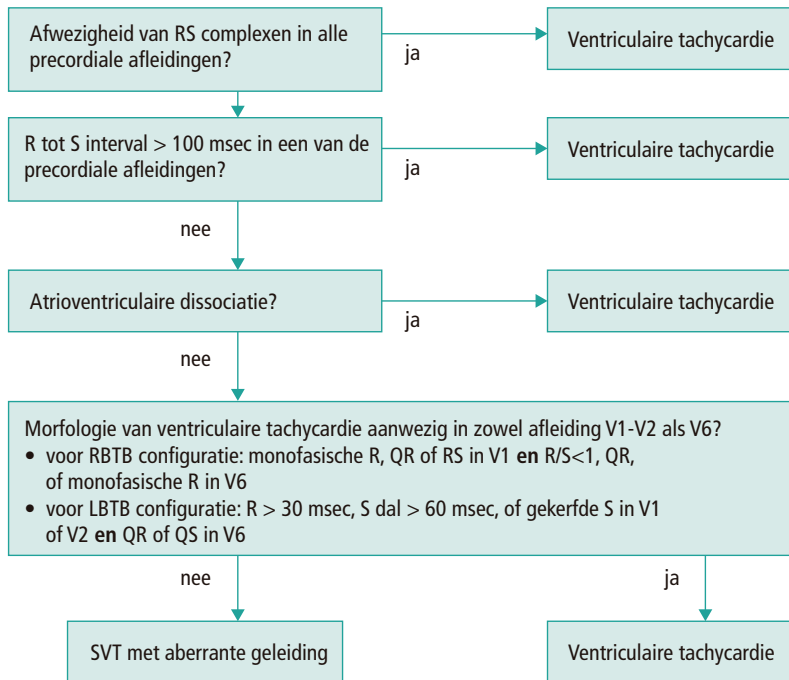 Afwezigheid van RS complexen in alle
precordiale afleidingen?
ja
Ventriculaire tachycardie
R tot S interval > 100 msec in een van de
precordiale afleidingen?
ja
Ventriculaire tachycardie
nee
Atrioventriculaire dissociatie?
ja
Ventriculaire tachycardie
nee
Morfologie van ventriculaire tachycardie aanwezig in zowel afleiding V1-V2 als V6?
• voor RBTB configuratie: monofasische R, QR of RS in V1 en R/S<1, QR,
of monofasische R in V6
• voor LBTB configuratie: R > 30 msec, S dal > 60 msec, of gekerfde S in V1
of V2 en QR of QS in V6
nee
ja
SVT met aberrante geleiding
Ventriculaire tachycardie